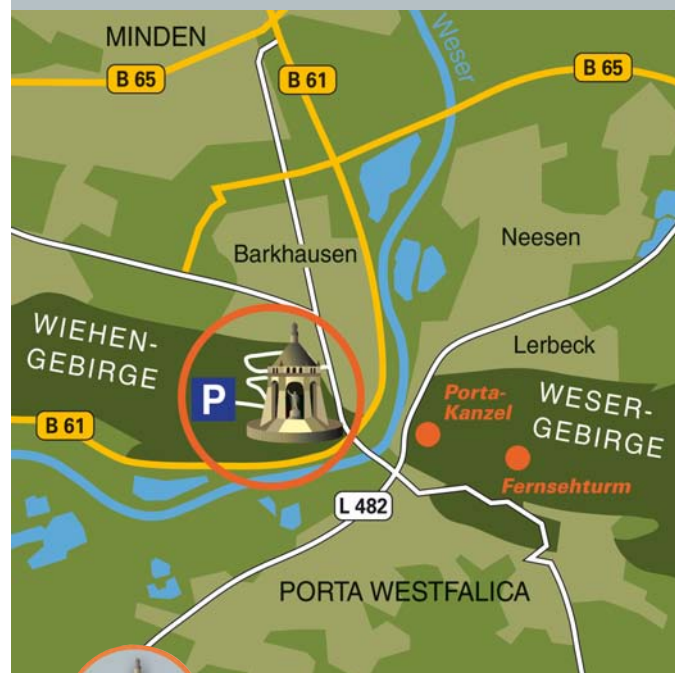 MINDEN
B 65
B 61
Weser
B 65
Barkhausen
Neesen
WIEHEN-
GEBIRGE
Lerbeck
P
Porta-
Kanzel
WESER-
GEBIRGE
B 61
Fernsehturm
L 482
PORTA WESTFALICA